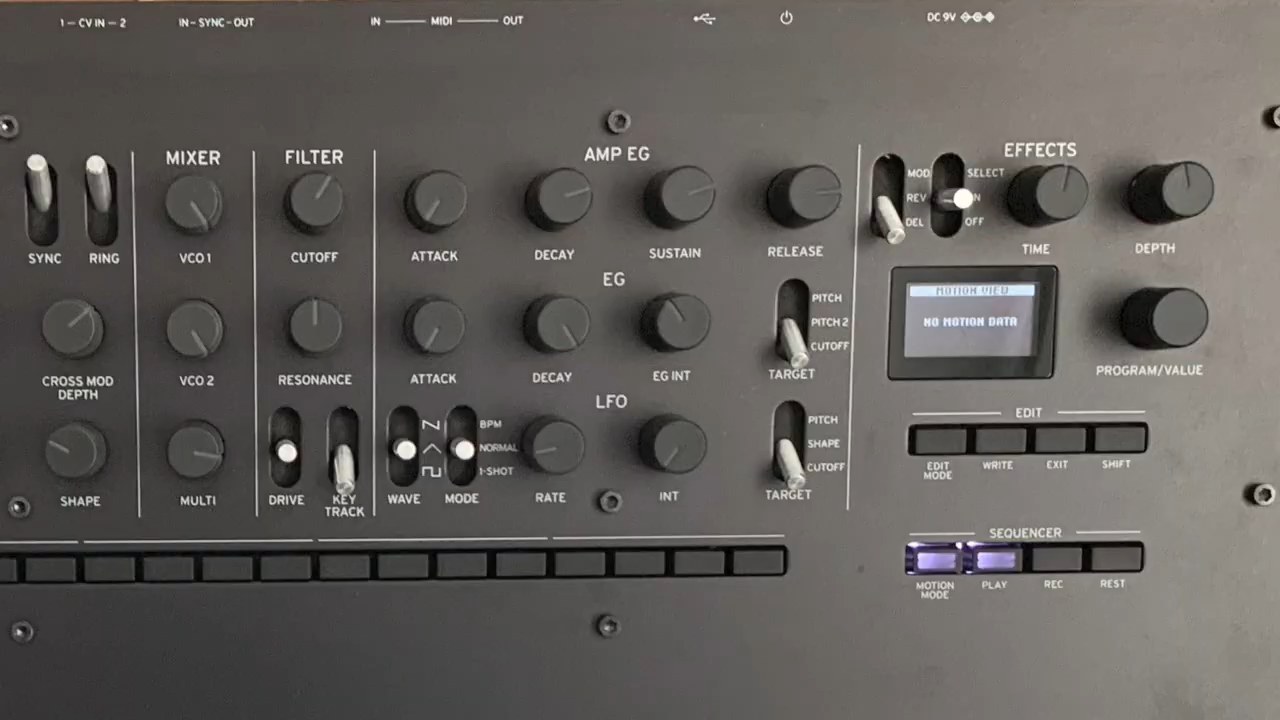 1 – CV IN – 2
IN – SYNC – OUT
IN — MIDI — OUT
DC 9V
SYNC
RING
CROSS MOD
DEPTH
SHAPE
MIXER
VCO 1
VCO 2
MULTI
FILTER
CUTOFF
RESONANCE
DRIVE
KEY
TRACK
AMP EG
ATTACK
DECAY
SUSTAIN
RELEASE
EG
ATTACK
DECAY
EG INT
PITCH
PITCH 2
CUTOFF
TARGET
LFO
WAVE
BPM
NORMAL
1-SHOT
MODE
RATE
INT
PITCH
SHAPE
CUTOFF
TARGET
EFFECTS
MOD
REV
DEL
SELECT
OFF
TIME
DEPTH
MOTION VIEW
NO MOTION DATA
PROGRAM/VALUE
EDIT
EDIT
MODE
WRITE
EXIT
SHIFT
SEQUENCER
MOTION
MODE
PLAY
REC
REST